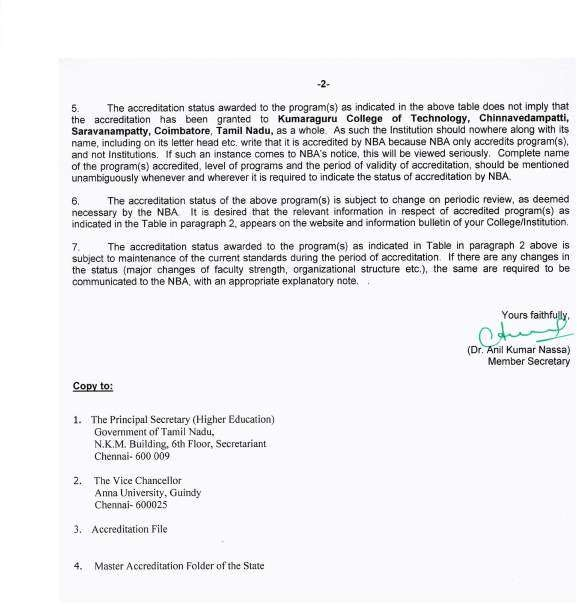 -2-
5. The accreditation status awarded to the program(s) as indicated in the above table does not imply that
the accreditation has been granted to Kumaraguru College of Technology, Chinnavedampatti,
Saravanampatty, Coimbatore, Tamil Nadu, as a whole. As such the Institution should nowhere along with its
name, including on its letter head etc. write that it is accredited by NBA because NBA only accredits program(s),
and not Institutions. If such an instance comes to NBA's notice, this will be viewed seriously. Complete name
of the program(s) accredited, level of programs and the period of validity of accreditation, should be mentioned
unambiguously whenever and wherever it is required to indicate the status of accreditation by NBA.
6. The accreditation status of the above program(s) is subject to change on periodic review, as deemed
necessary by the NBA. It is desired that the relevant information in respect of accredited program(s) as
indicated in the Table in paragraph 2, appears on the website and information bulletin of your College/Institution.
7. The accreditation status awarded to the program(s) as indicated in Table in paragraph 2 above is
subject to maintenance of the current standards during the period of accreditation. If there are any changes in
the status (major changes of faculty strength, organizational structure etc.), the same are required to be
communicated to the NBA, with an appropriate explanatory note.
Yours faithfully,
(Dr. Anil Kumar Nassa)
Member Secretary
Copy to:
1. The Principal Secretary (Higher Education)
Government of Tamil Nadu,
N.K.M. Building, 6th Floor, Secretariant
Chennai- 600 009
2. The Vice Chancellor
Anna University, Guindy
Chennai- 600025
3. Accreditation File
4. Master Accreditation Folder of the State